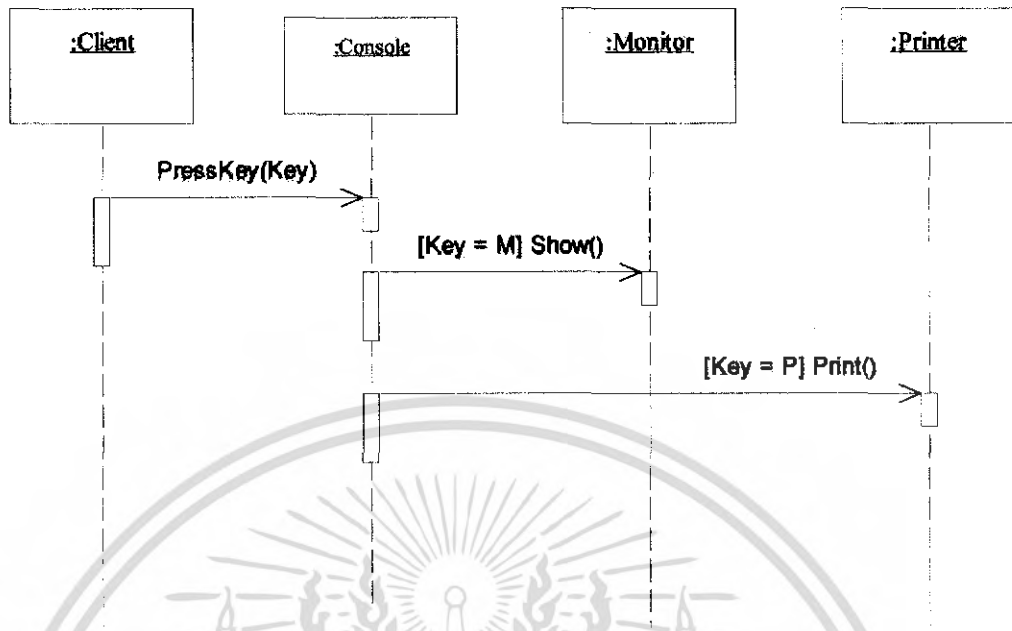 :Client
:Console
:Monitor
:Printer
PressKey(Key)
[Key = M] Show()
[Key = P] Print()